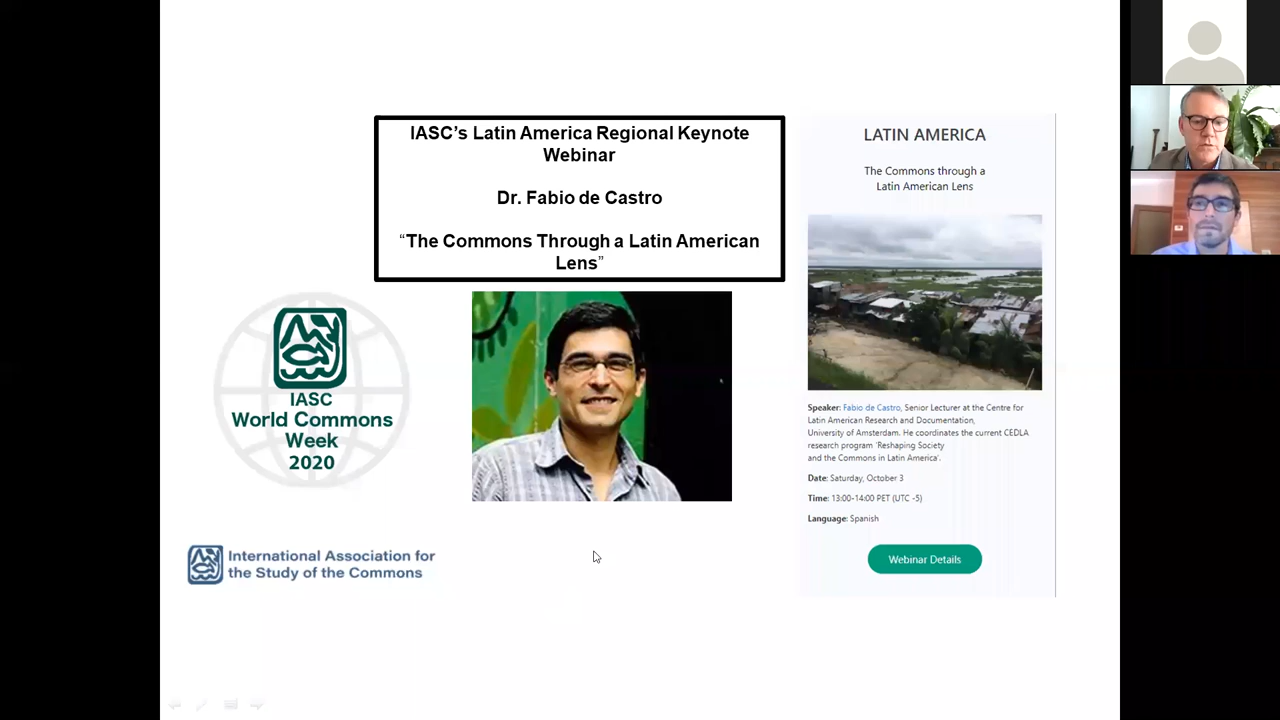 IASC's Latin America Regional Keynote
Webinar
Dr. Fabio de Castro
“The Commons Through a Latin American
Lens”
IASC
World Commons
Week
2020
International Association for
the Study of the Commons
LATIN AMERICA
The Commons through a
Latin American Lens
Speaker: Fabio de Castro, Senior Lecturer at the Centre for
Latin American Research and Documentation,
University of Amsterdam. He coordinates the current CEDLA
research program 'Reshaping Society
and the Commons in Latin America'.
Date: Saturday, October 3
Time: 13:00-14:00 PET (UTC -5)
Language: Spanish
Webinar Details